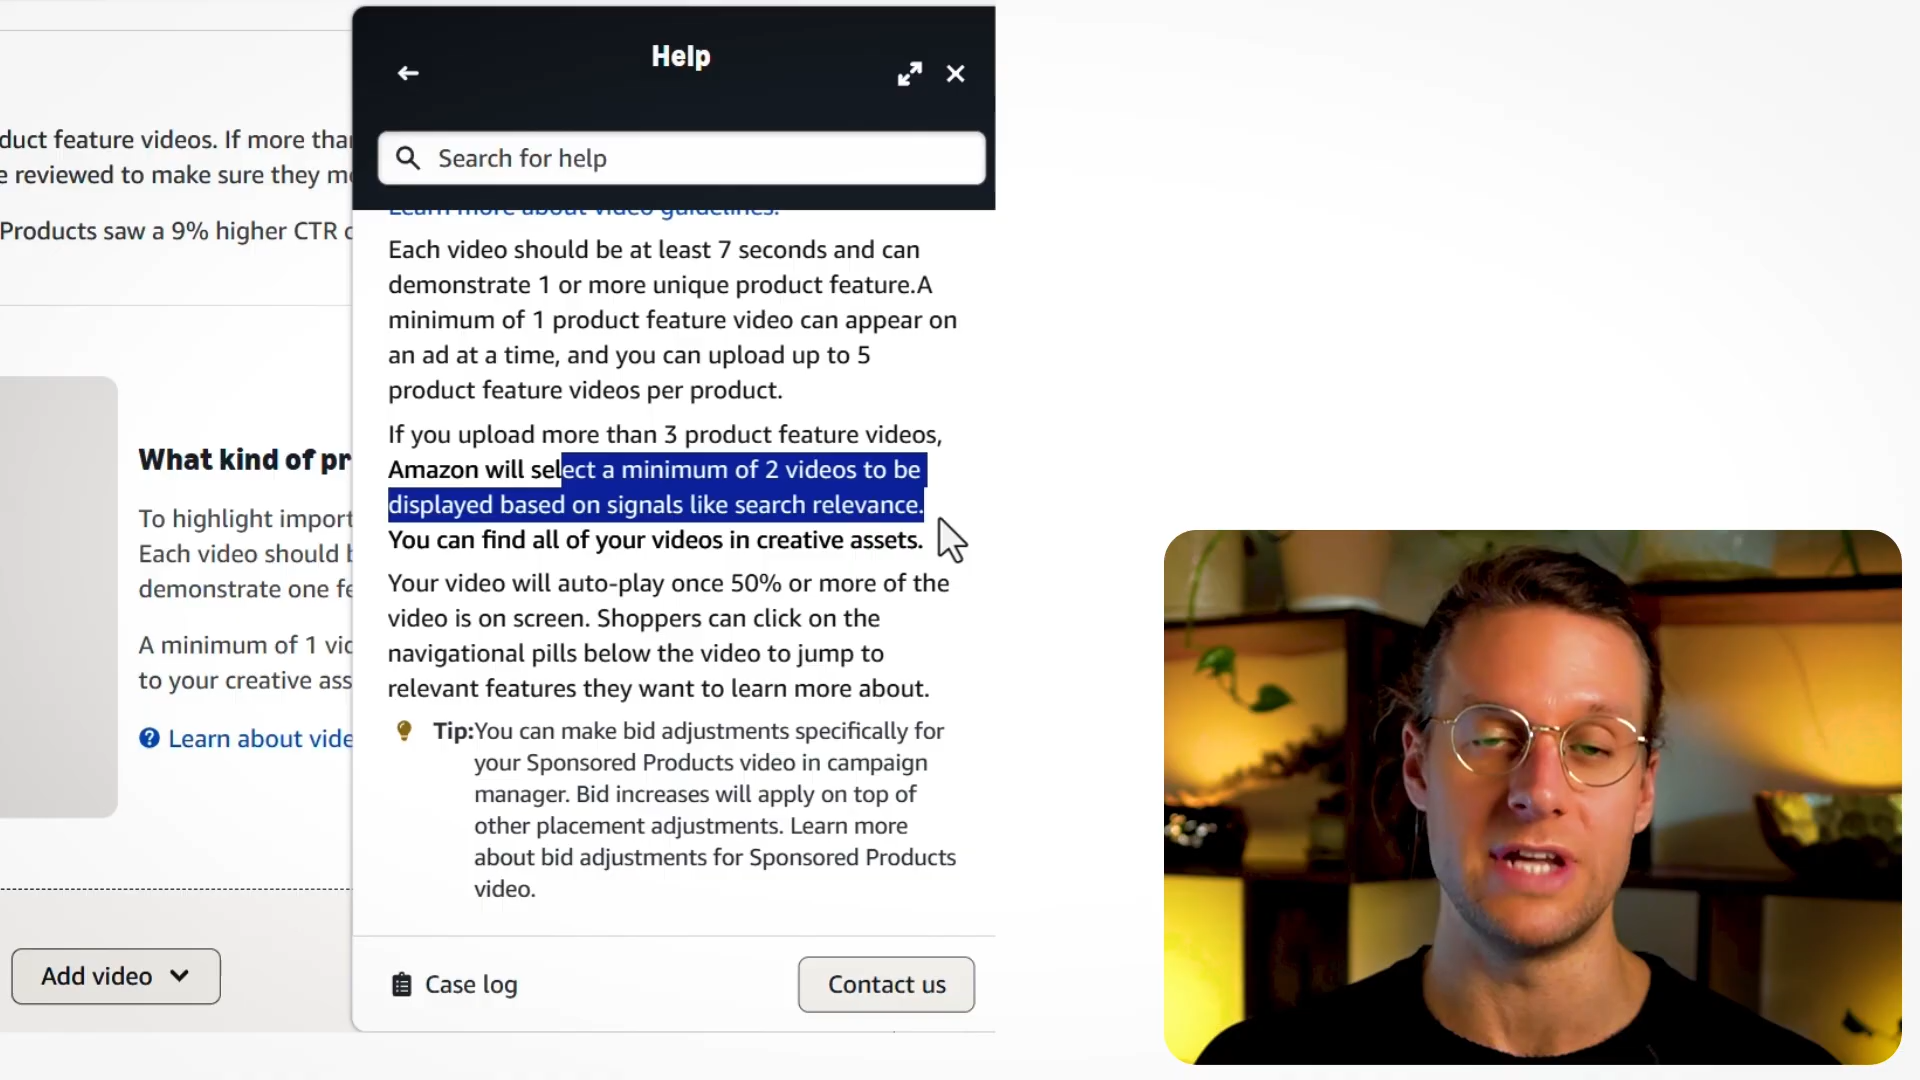 Help
Search for help
Learn more about video guidelines.
Each video should be at least 7 seconds and can
demonstrate 1 or more unique product feature.A
minimum of 1 product feature video can appear on
an ad at a time, and you can upload up to 5
product feature videos per product.
If you upload more than 3 product feature videos,
Amazon will select a minimum of 2 videos to be
displayed based on signals like search relevance.
You can find all of your videos in creative assets.
Your video will auto-play once 50% or more of the
video is on screen. Shoppers can click on the
navigational pills below the video to jump to
relevant features they want to learn more about.
Tip:You can make bid adjustments specifically for
your Sponsored Products video in campaign
manager. Bid increases will apply on top of
other placement adjustments. Learn more
about bid adjustments for Sponsored Products
video.
Case log
Contact us
duct feature videos. If more tha
e reviewed to make sure they m
Products saw a 9% higher CTR
What kind of pr
To highlight import
Each video should
demonstrate one fe
A minimum of 1 vid
to your creative ass
Learn about vide
Add video